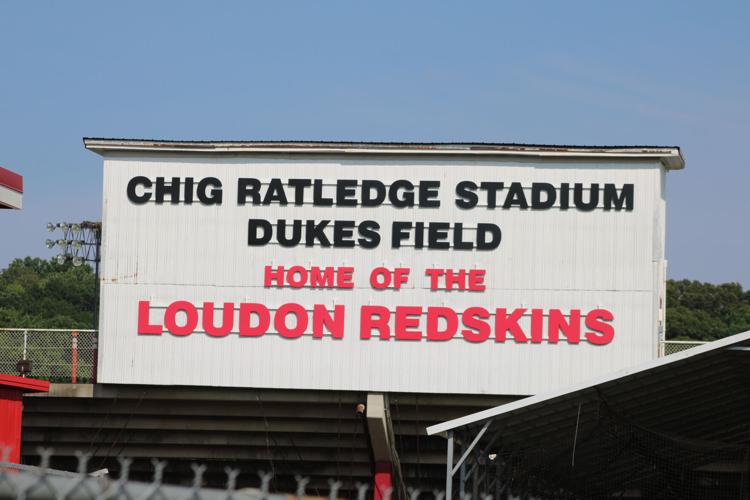 CHIG RATLEDGE STADIUM
DUKES FIELD
HOME OF THE
LOUDON REDSKINS